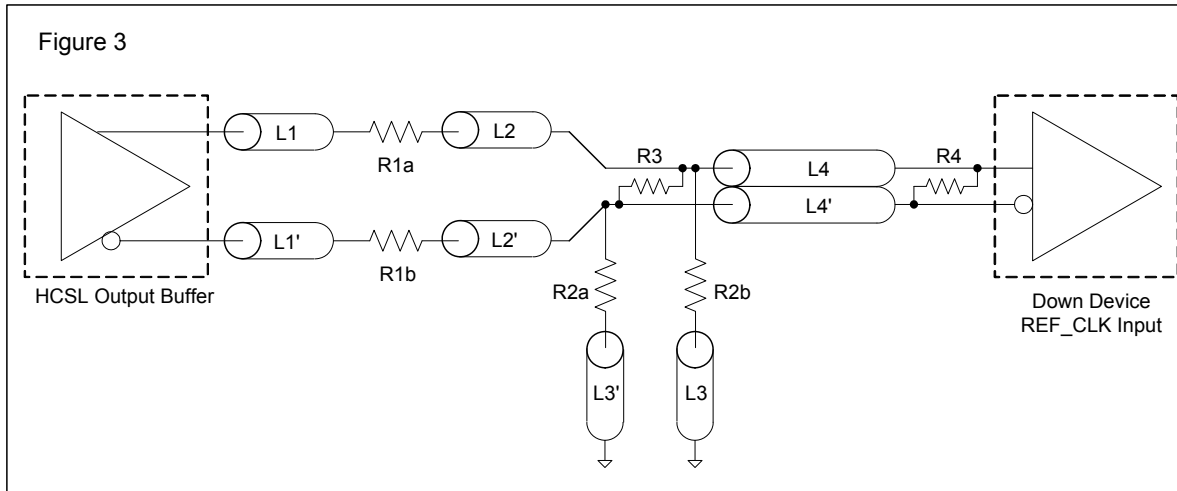 Figure 3
L1
R1a
L2
R3
L4
R4
L4'
L1'
R1b
L2'
HCSL Output Buffer
R2a
R2b
Down Device
REF_CLK Input
L3'
L3